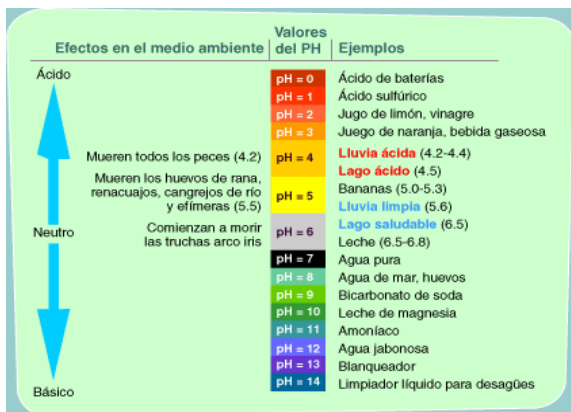 Efectos en el medio ambiente
Valores
del PH
Ejemplos
Ácido
pH = 0
Ácido de baterías
pH = 1
Ácido sulfúrico
pH = 2
Jugo de limón, vinagre
pH = 3
Juego de naranja, bebida gaseosa
Mueren todos los peces (4.2)
pH = 4
Lluvia ácida (4.2-4.4)
Lago ácido (4.5)
Mueren los huevos de rana,
renacuajos, cangrejos de río
y efímeras (5.5)
pH = 5
Bananas (5.0-5.3)
Lluvia limpia (5.6)
Neutro
Comienzan a morir
las truchas arco iris
pH = 6
Lago saludable (6.5)
Leche (6.5-6.8)
pH = 7
Agua pura
pH = 8
Agua de mar, huevos
pH = 9
Bicarbonato de soda
pH = 10
Leche de magnesia
pH = 11
Amoníaco
pH = 12
Agua jabonosa
pH = 13
Blanqueador
Básico
pH = 14
Limpiador líquido para desagües